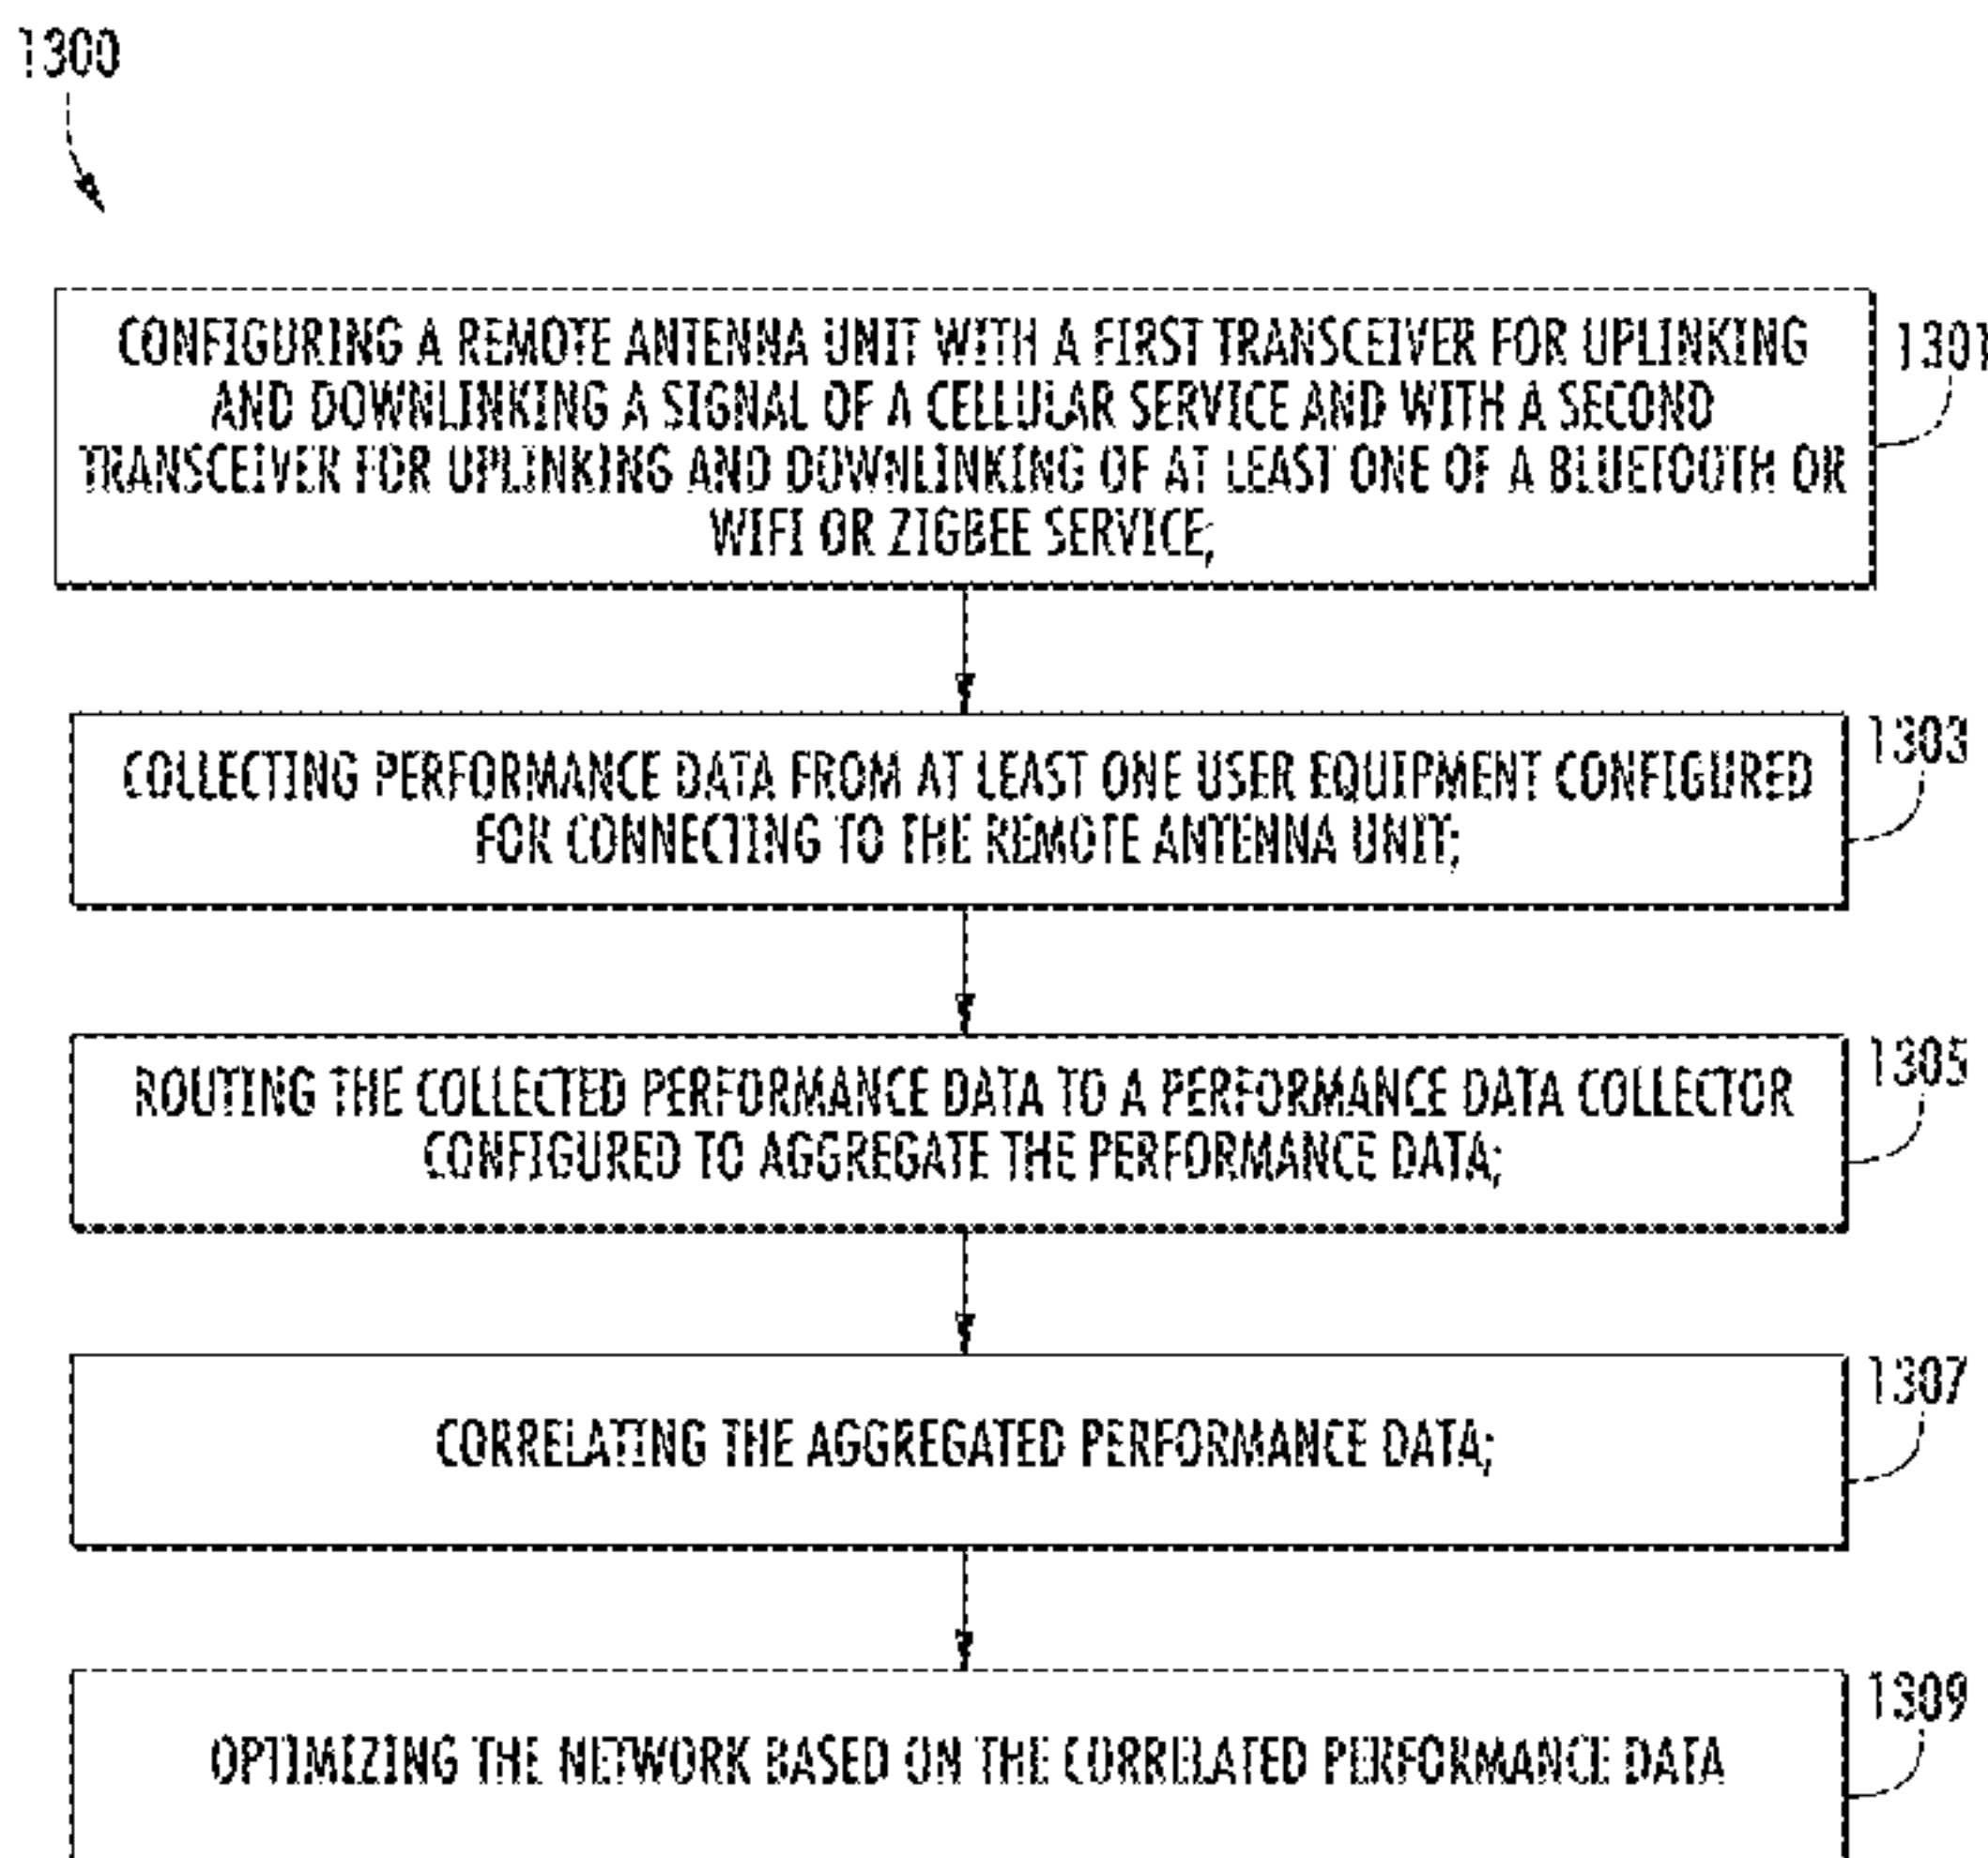 1300
CONFIGURING A REMOTE ANTENNA UNIT WITH A FIRST TRANSCEIVER FOR UPLINKING
AND DOWNLINKING A SIGNAL OF A CELLULAR SERVICE AND WITH A SECOND
TRANSCEIVER FOR UPLINKING AND DOWNLINKING OF AT LEAST ONE OF A BLUETOOTH OR
WIFI OR ZIGBEE SERVICE;
1301
COLLECTING PERFORMANCE DATA FROM AT LEAST ONE USER EQUIPMENT CONFIGURED
FOR CONNECTING TO THE REMOTE ANTENNA UNIT;
1303
ROUTING THE COLLECTED PERFORMANCE DATA TO A PERFORMANCE DATA COLLECTOR
CONFIGURED TO AGGREGATE THE PERFORMANCE DATA;
1305
CORRELATING THE AGGREGATED PERFORMANCE DATA;
1307
OPTIMIZING THE NETWORK BASED ON THE CORRELATED PERFORMANCE DATA
1309